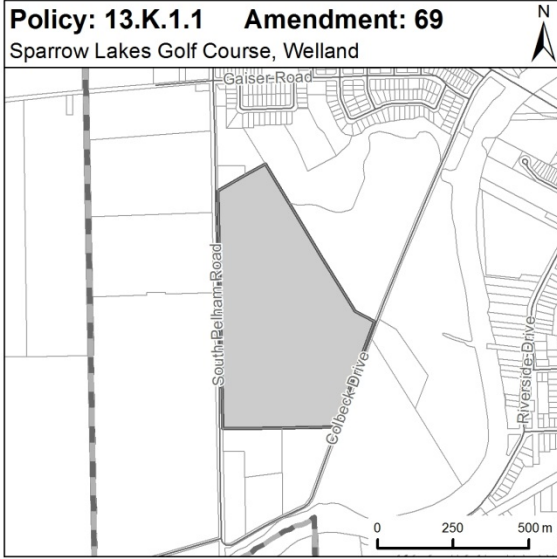 Policy: 13.K.1.1 Amendment: 69
N
Sparrow Lakes Golf Course, Welland
Gaiser Road
South Pelham Road
Colbeck Drive
Riverside Drive
0 250 500 m